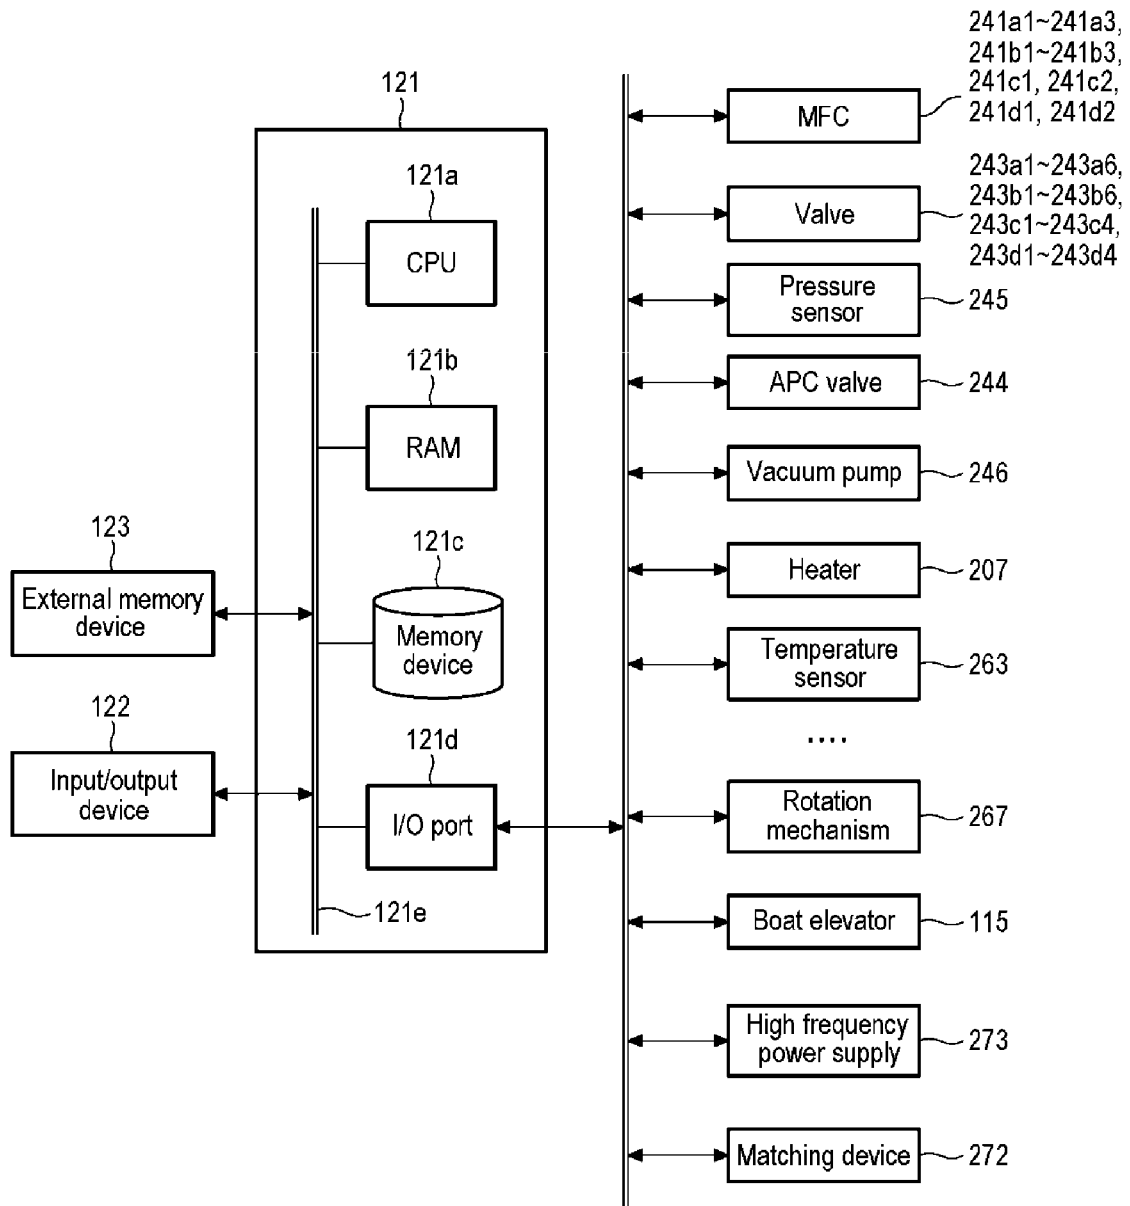 241a1~241a3,
241b1~241b3,
241c1, 241c2,
241d1, 241d2
MFC
243a1~243a6,
243b1~243b6,
243c1~243c4,
243d1~243d4
Valve
Pressure
sensor
245
APC valve
244
Vacuum pump
246
Heater
207
Temperature
sensor
263
....
Rotation
mechanism
267
Boat elevator
115
High frequency
power supply
273
Matching device
272
121
121a
CPU
121b
RAM
121c
Memory
device
121d
I/O port
121e
123
External memory
device
122
Input/output
device